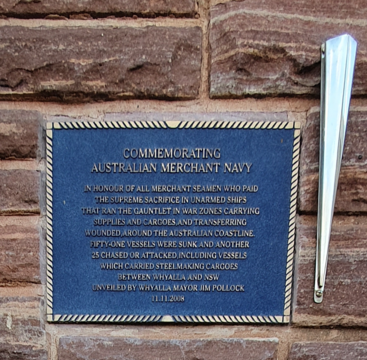 COMMEMORATING
AUSTRALIAN MERCHANT NAVY
IN HONOUR OF ALL MERCHANT SEAMEN WHO PAID
THE SUPREME SACRIFICE IN UNARMED SHIPS
THAT RAN THE GAUNTLET IN WAR ZONES CARRYING
SUPPLIES AND CARGOES AND TRANSFERRING
WOUNDED AROUND THE AUSTRALIAN COASTLINE.
FIFTY-ONE VESSELS WERE SUNK AND ANOTHER
25 CHASED OR ATTACKED INCLUDING VESSELS
WHICH CARRIED STEELMAKING CARGOES
BETWEEN WHYALLA AND NSW.
UNVEILED BY WHYALLA MAYOR JIM POLLOCK
11.11.2008